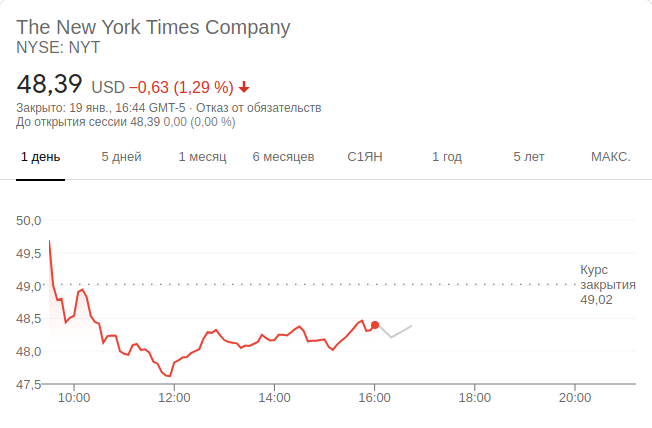 The New York Times Company
NYSE: NYT
48,39 USD −0,63 (1,29 %)
Закрыто: 19 янв., 16:44 GMT-5 · Отказ от обязательств
До открытия сессии 48,39 0,00 (0,00 %)
1 день 5 дней 1 месяц 6 месяцев С1ЯН 1 год 5 лет МАКС.
50,0
49,5
49,0
48,5
48,0
47,5
Курс
закрытия
49,02
10:00 12:00 14:00 16:00 18:00 20:00